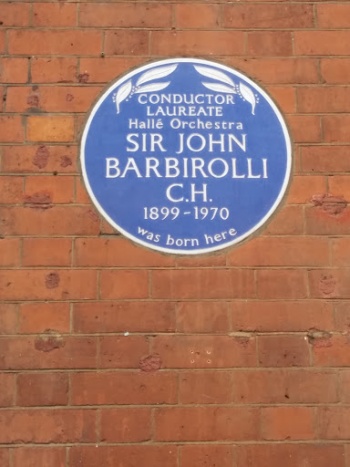 CONDUCTOR
LAUREATE
Hallé Orchestra
SIR JOHN
BARBIROLLI
C.H.
1899-1970
was born here